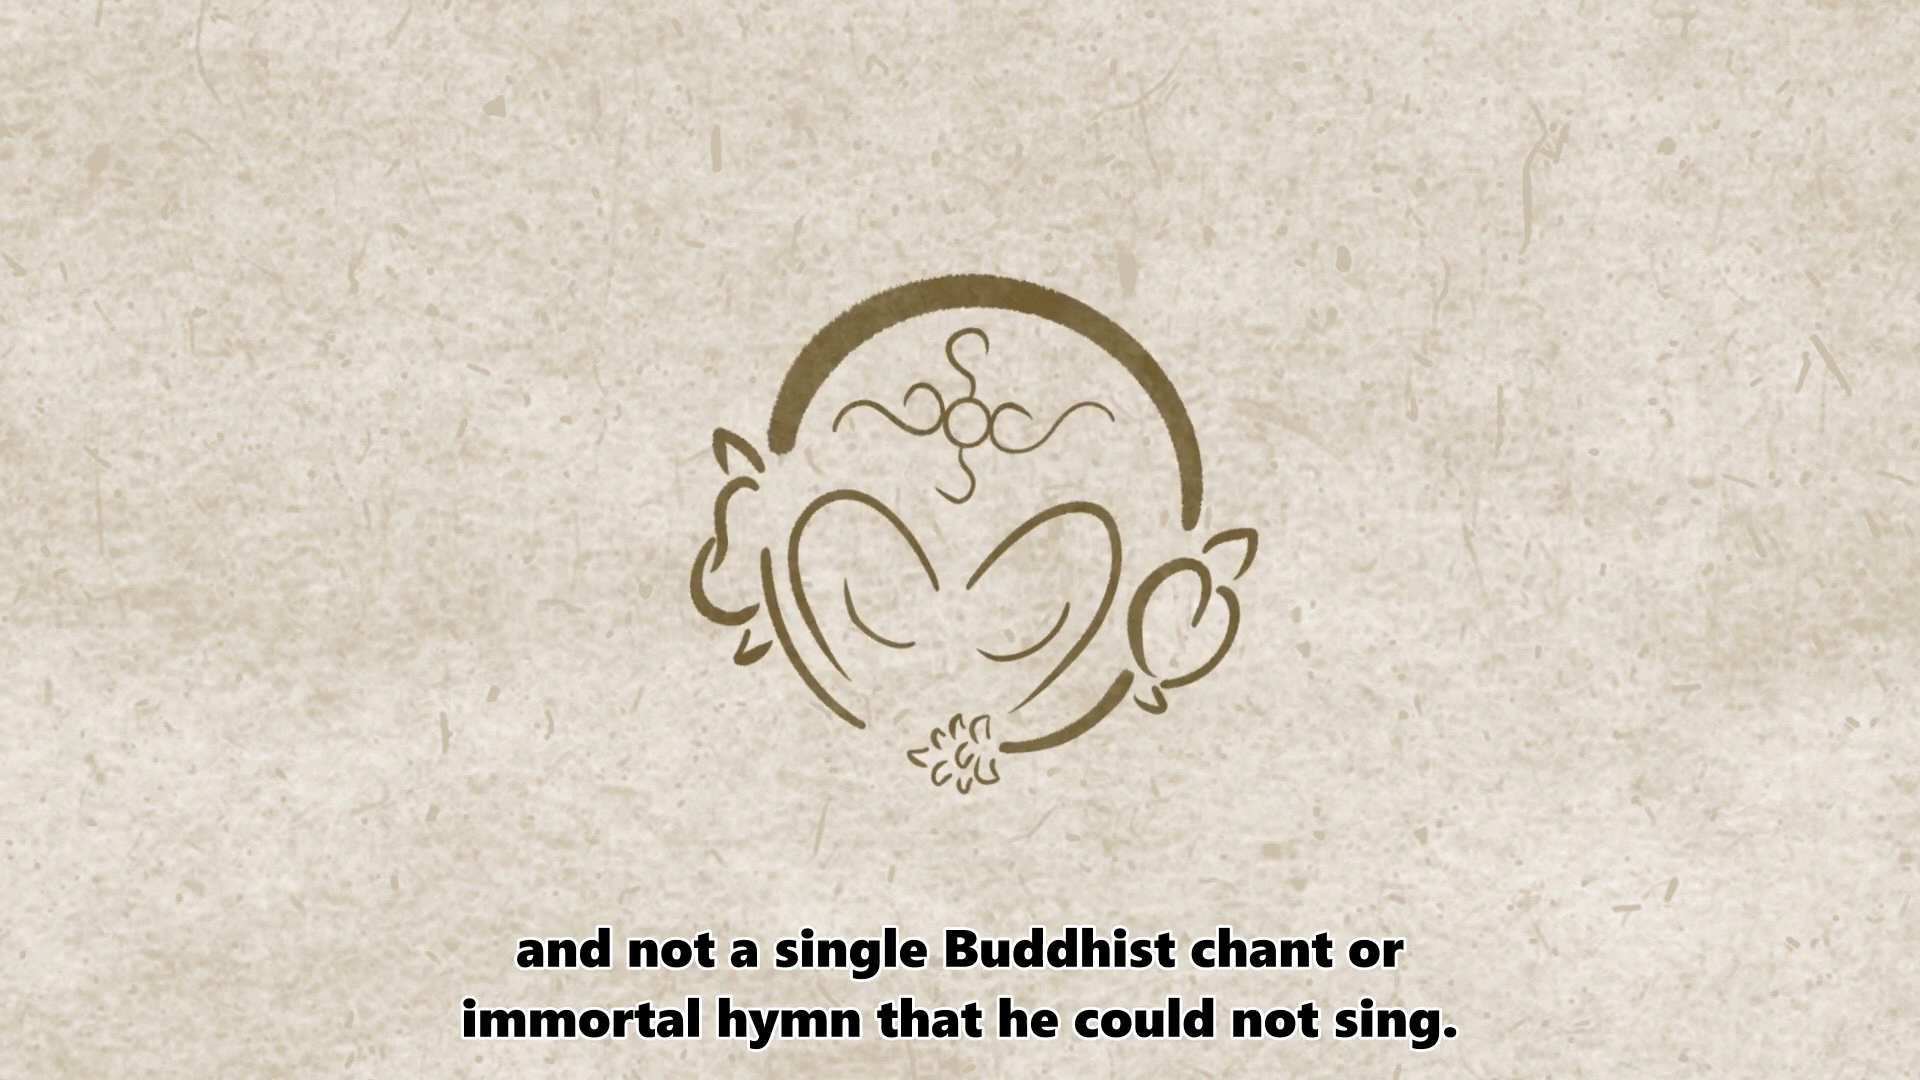 and not a single Buddhist chant or
immortal hymn that he could not sing.